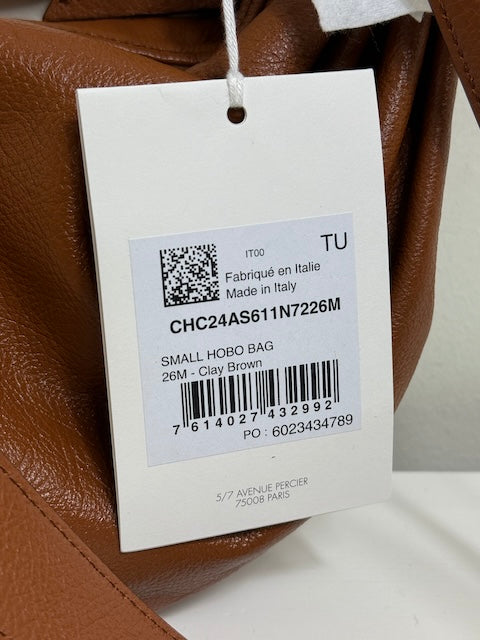 IT00
TU
Fabriqué en Italie
Made in Italy
CHC24AS611N7226M
SMALL HOBO BAG
26M - Clay Brown
7 614027 432992
PO : 6023434789
5/7 AVENUE PERCIER
75008 PARIS